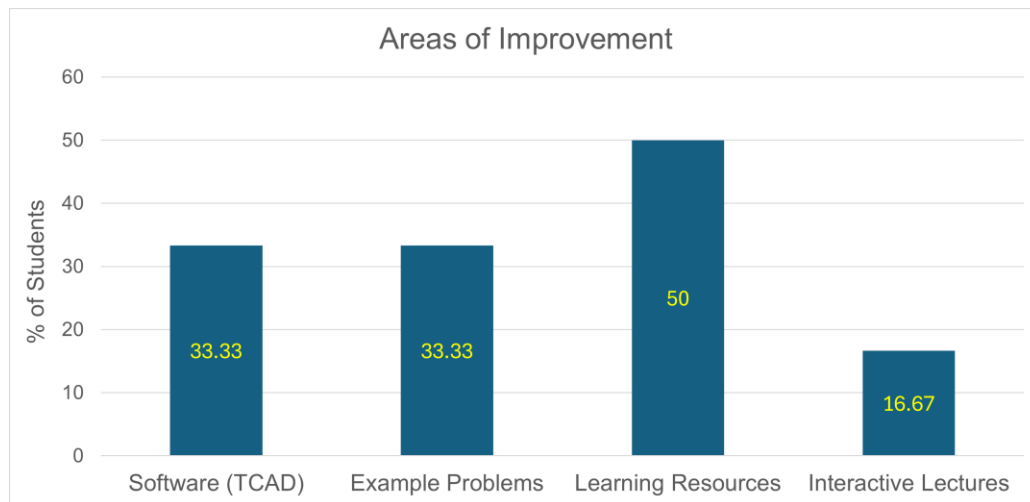 Areas of Improvement
% of Students
60
50
40
30
20
10
0
33.33
33.33
50
16.67
Software (TCAD)
Example Problems
Learning Resources
Interactive Lectures